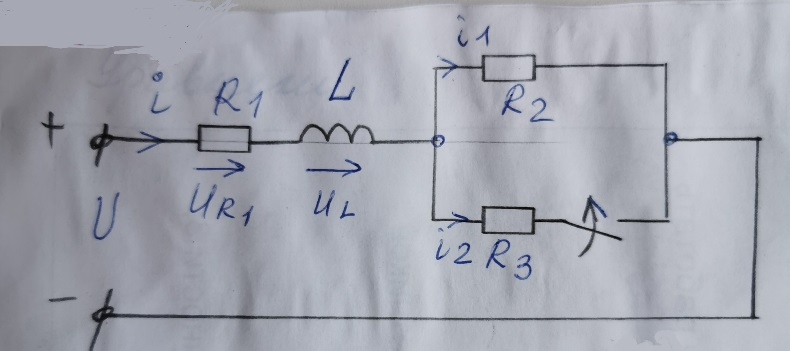 i1
i R1 L
+ R2
U UR1 UL
i2 R3
−